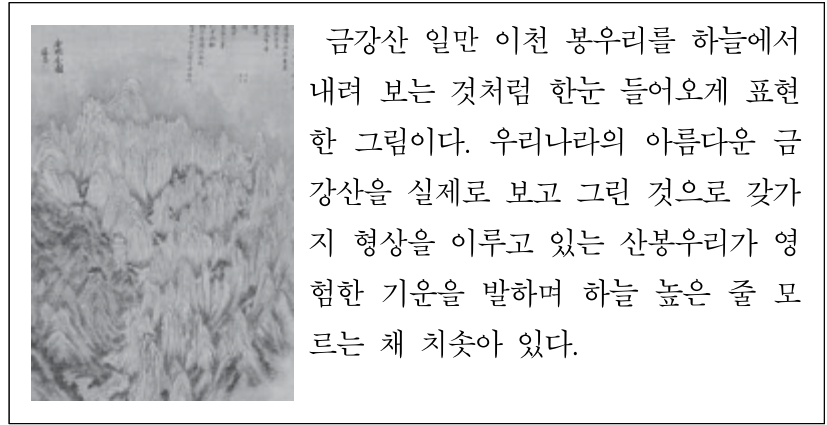 금강산 일만 이천 봉우리를 하늘에서
내려 보는 것처럼 한눈 들어오게 표현
한 그림이다. 우리나라의 아름다운 금
강산을 실제로 보고 그린 것으로 갖가
지 형상을 이루고 있는 산봉우리가 영
험한 기운을 발하며 하늘 높은 줄 모
르는 채 치솟아 있다.